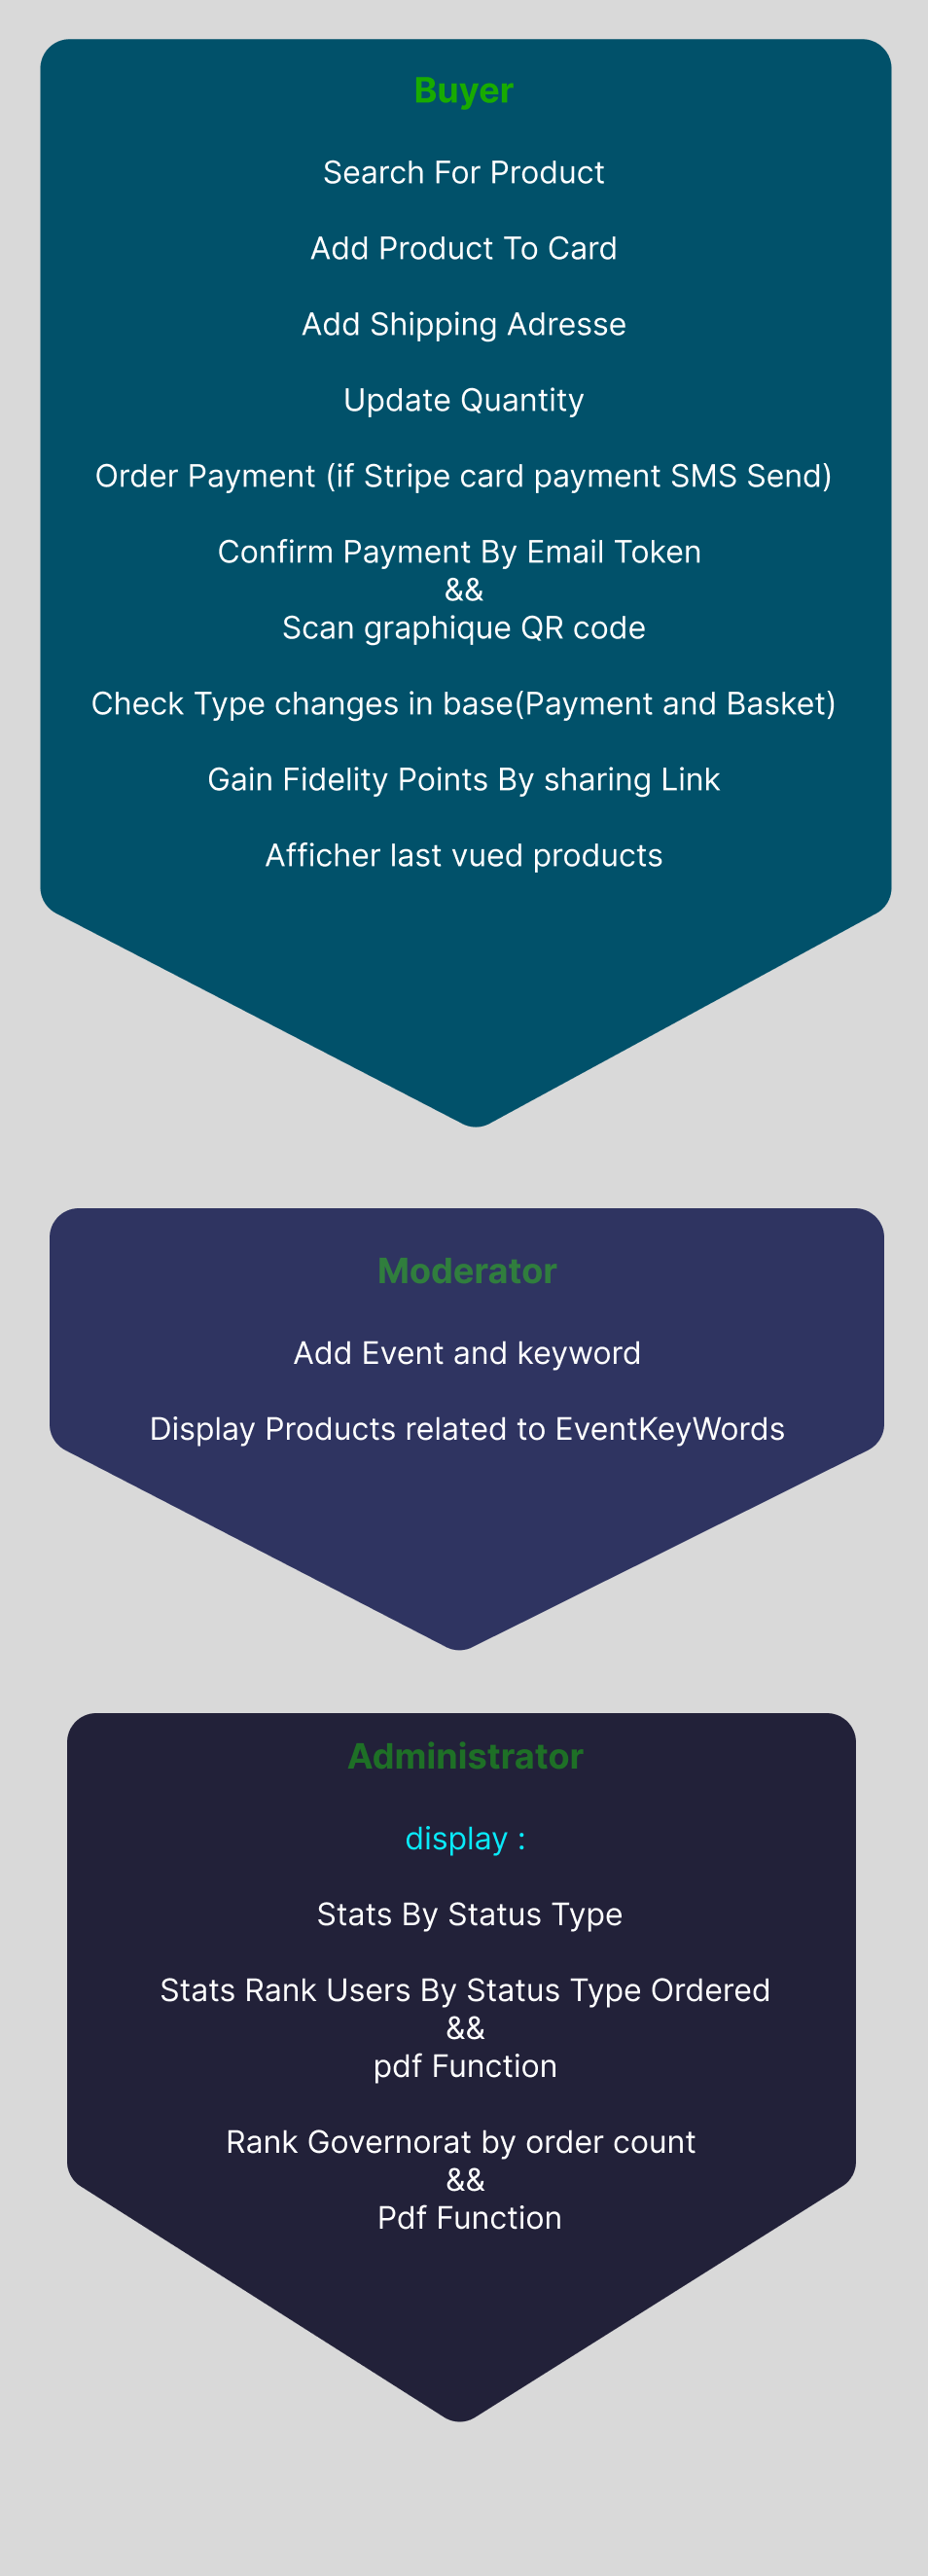 Buyer
Search For Product
Add Product To Card
Add Shipping Adresse
Update Quantity
Order Payment (if Stripe card payment SMS Send)
Confirm Payment By Email Token
&&
Scan graphique QR code
Check Type changes in base(Payment and Basket)
Gain Fidelity Points By sharing Link
Afficher last vued products
Moderator
Add Event and keyword
Display Products related to EventKeyWords
Administrator
display :
Stats By Status Type
Stats Rank Users By Status Type Ordered
&&
pdf Function
Rank Governorat by order count
&&
Pdf Function